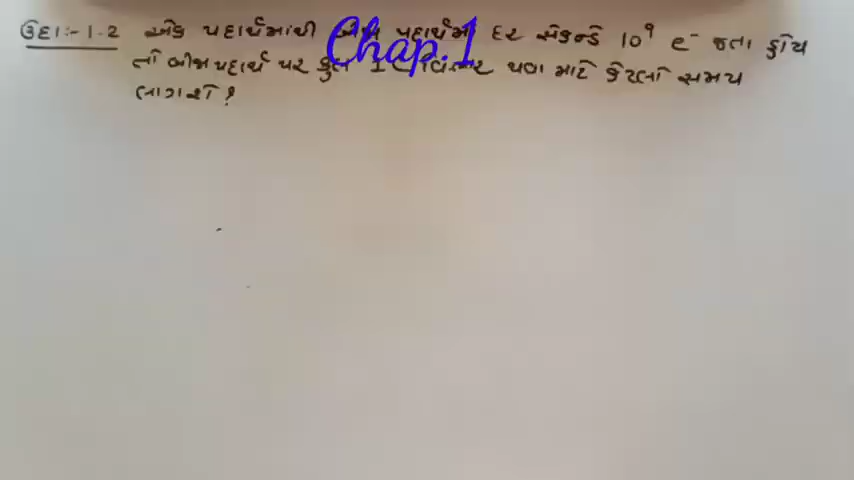 ઉદા:- 1.2 એક પદાર્થમાંથી બીજા પદાર્થમાં દર સેકન્ડે 10⁹ e⁻ જતા હોય
તો બીજા પદાર્થ પર કુલ 1 થવા માટે કેટલો સમય
લાગશે ?
Chap.1